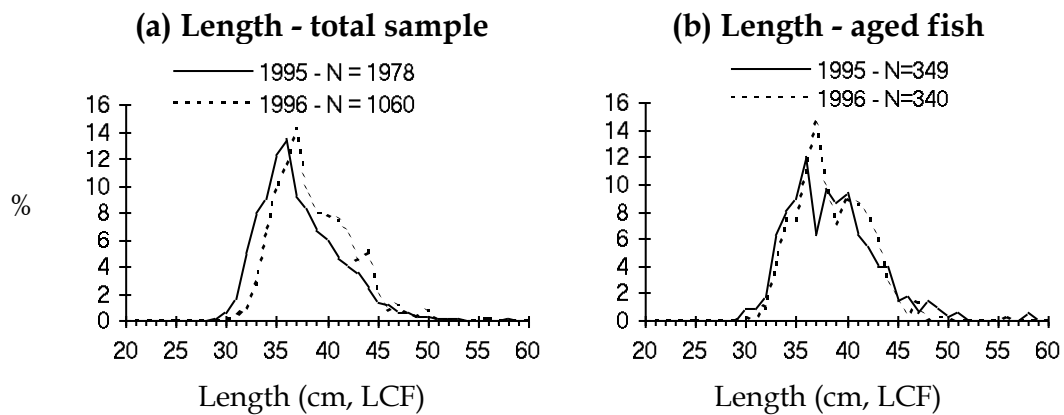 (a) Length - total sample
1995 - N = 1978
1996 - N = 1060
16
14
12
10
8
6
4
2
0
%
20 25 30 35 40 45 50 55 60
Length (cm, LCF)
(b) Length - aged fish
1995 - N=349
1996 - N=340
16
14
12
10
8
6
4
2
0
20 25 30 35 40 45 50 55 60
Length (cm, LCF)